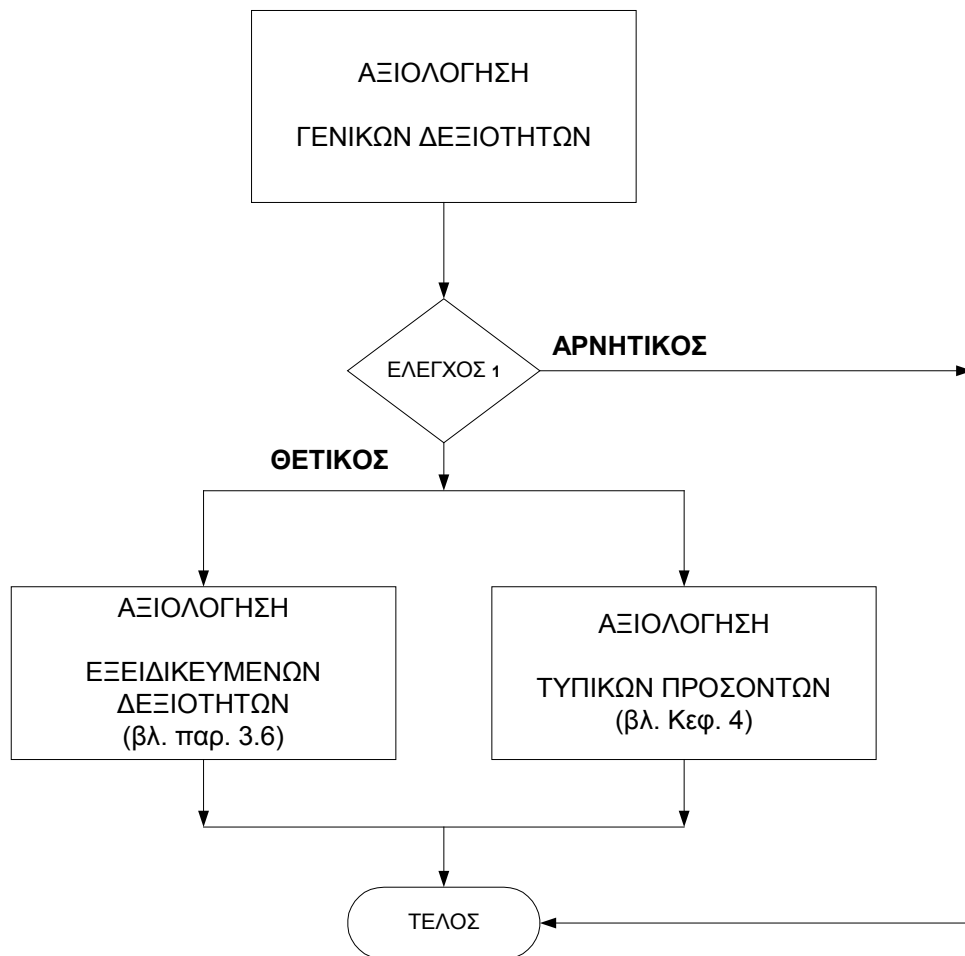 ΑΞΙΟΛΟΓΗΣΗ
ΓΕΝΙΚΩΝ ΔΕΞΙΟΤΗΤΩΝ
ΕΛΕΓΧΟΣ 1
ΑΡΝΗΤΙΚΟΣ
ΘΕΤΙΚΟΣ
ΑΞΙΟΛΟΓΗΣΗ
ΕΞΕΙΔΙΚΕΥΜΕΝΩΝ
ΔΕΞΙΟΤΗΤΩΝ
(βλ. παρ. 3.6)
ΑΞΙΟΛΟΓΗΣΗ
ΤΥΠΙΚΩΝ ΠΡΟΣΟΝΤΩΝ
(βλ. Κεφ. 4)
ΤΕΛΟΣ